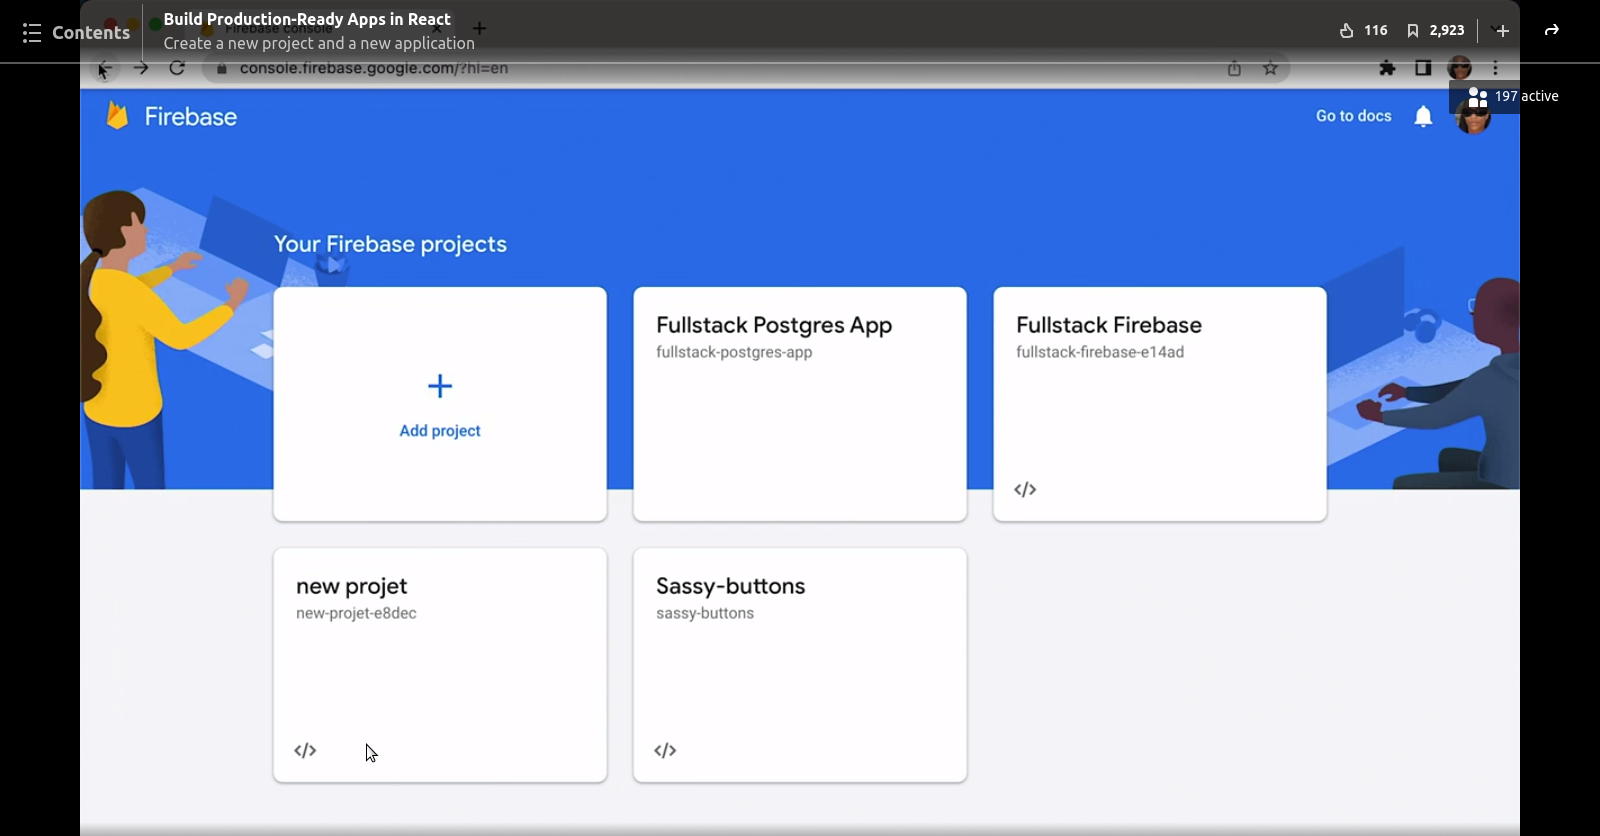 Contents
Build Production-Ready Apps in React
Create a new project and a new application
116
2,923
Firebase console
console.firebase.google.com/?hl=en
197 active
Firebase
Go to docs
Your Firebase projects
Add project
Fullstack Postgres App
fullstack-postgres-app
Fullstack Firebase
fullstack-firebase-e14ad
</>
new projet
new-projet-e8dec
</>
Sassy-buttons
sassy-buttons
</>